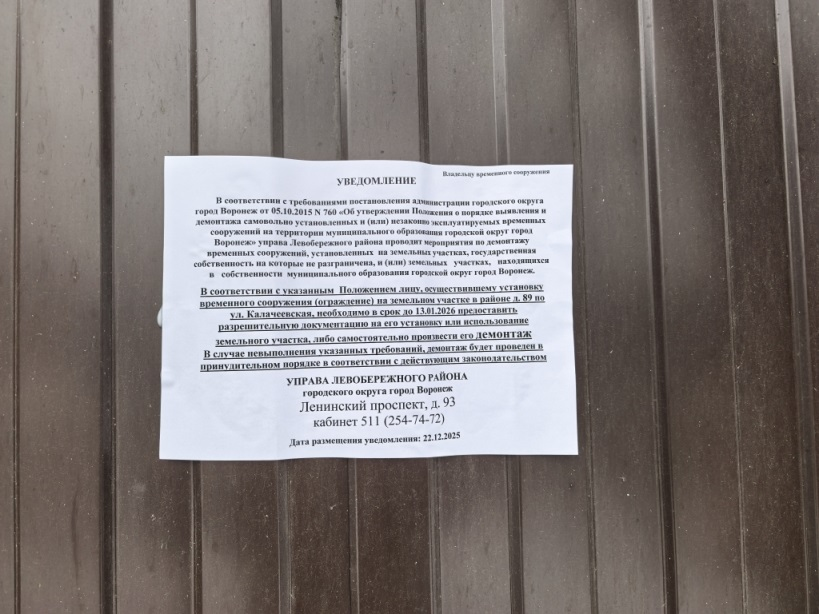 Владельцу временного сооружения
УВЕДОМЛЕНИЕ
В соответствии с требованиями постановления администрации городского округа
город Воронеж от 05.10.2015 N 760 «Об утверждении Положения о порядке выявления и
демонтажа самовольно установленных и (или) незаконно эксплуатируемых временных
сооружений на территории муниципального образования городской округ город
Воронеж» управа Левобережного района проводит мероприятия по демонтажу
временных сооружений, установленных на земельных участках, государственная
собственность на которые не разграничена, и (или) земельных участках, находящихся
в собственности муниципального образования городской округ город Воронеж.
В соответствии с указанным Положением лицу, осуществившему установку
временного сооружения (ограждение) на земельном участке в районе д. 89 по
ул. Калачеевская, необходимо в срок до 13.01.2026 предоставить
разрешительную документацию на его установку или использование
земельного участка, либо самостоятельно произвести его демонтаж
В случае невыполнения указанных требований, демонтаж будет проведен в
принудительном порядке в соответствии с действующим законодательством
УПРАВА ЛЕВОБЕРЕЖНОГО РАЙОНА
городского округа город Воронеж
Ленинский проспект, д. 93
кабинет 511 (254-74-72)
Дата размещения уведомления: 22.12.2025